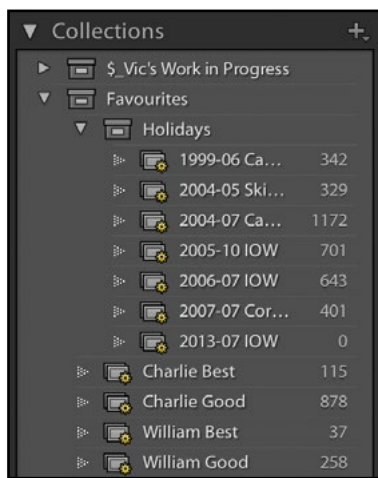 Collections
$_Vic's Work in Progress
Favourites
Holidays
1999-06 Ca... 342
2004-05 Ski... 329
2004-07 Ca... 1172
2005-10 IOW 701
2006-07 IOW 643
2007-07 Cor... 401
2013-07 IOW 0
Charlie Best 115
Charlie Good 878
William Best 37
William Good 258